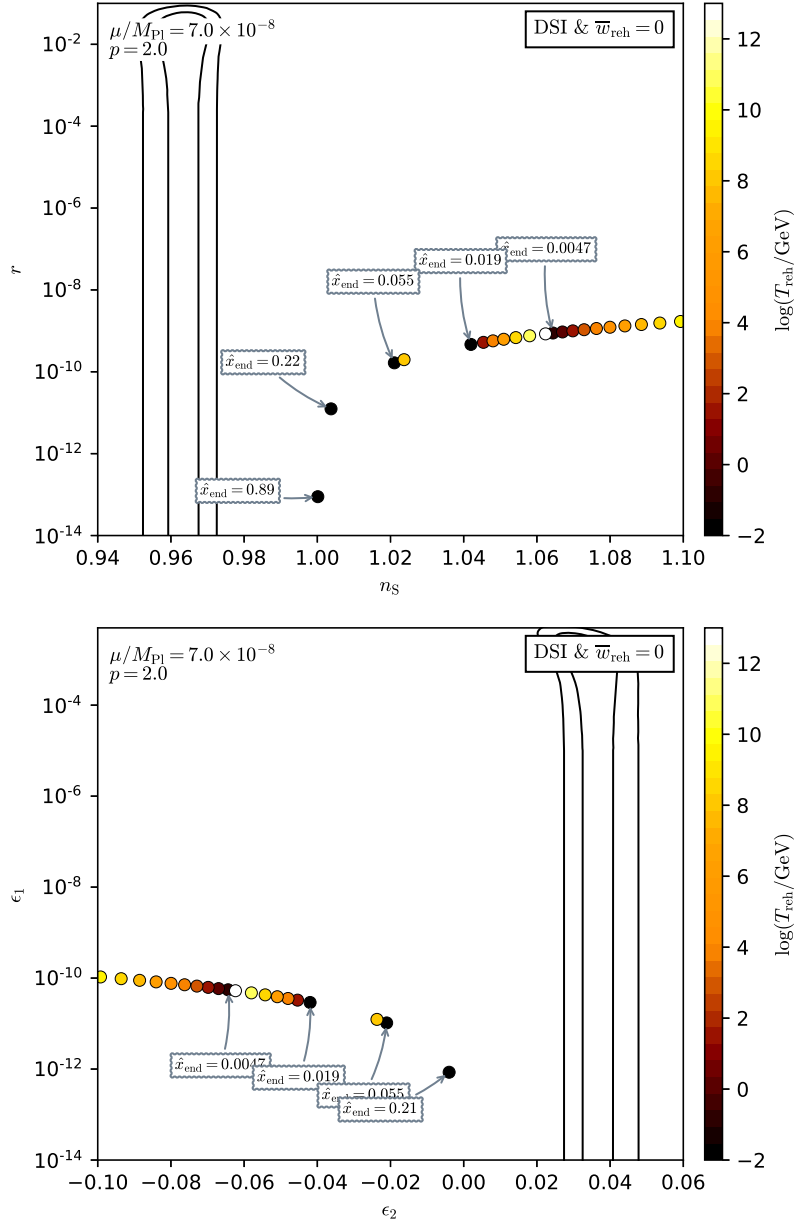 μ/M_Pl = 7.0 × 10⁻⁸
p = 2.0
DSI & w̅_reh = 0
x̂_end = 0.0047
x̂_end = 0.019
x̂_end = 0.055
x̂_end = 0.22
x̂_end = 0.89
10⁻²
10⁻⁴
10⁻⁶
10⁻⁸
10⁻¹⁰
10⁻¹²
10⁻¹⁴
r
0.94 0.96 0.98 1.00 1.02 1.04 1.06 1.08 1.10
n_S
12
10
8
6
4
2
0
−2
log(T_reh/GeV)
μ/M_Pl = 7.0 × 10⁻⁸
p = 2.0
DSI & w̅_reh = 0
10⁻⁴
10⁻⁶
10⁻⁸
10⁻¹⁰
10⁻¹²
10⁻¹⁴
ϵ₁
x̂_end = 0.0047
x̂_end = 0.019
x̂_end = 0.055
x̂_end = 0.21
−0.10 −0.08 −0.06 −0.04 −0.02 0.00 0.02 0.04 0.06
ϵ₂
12
10
8
6
4
2
0
−2
log(T_reh/GeV)